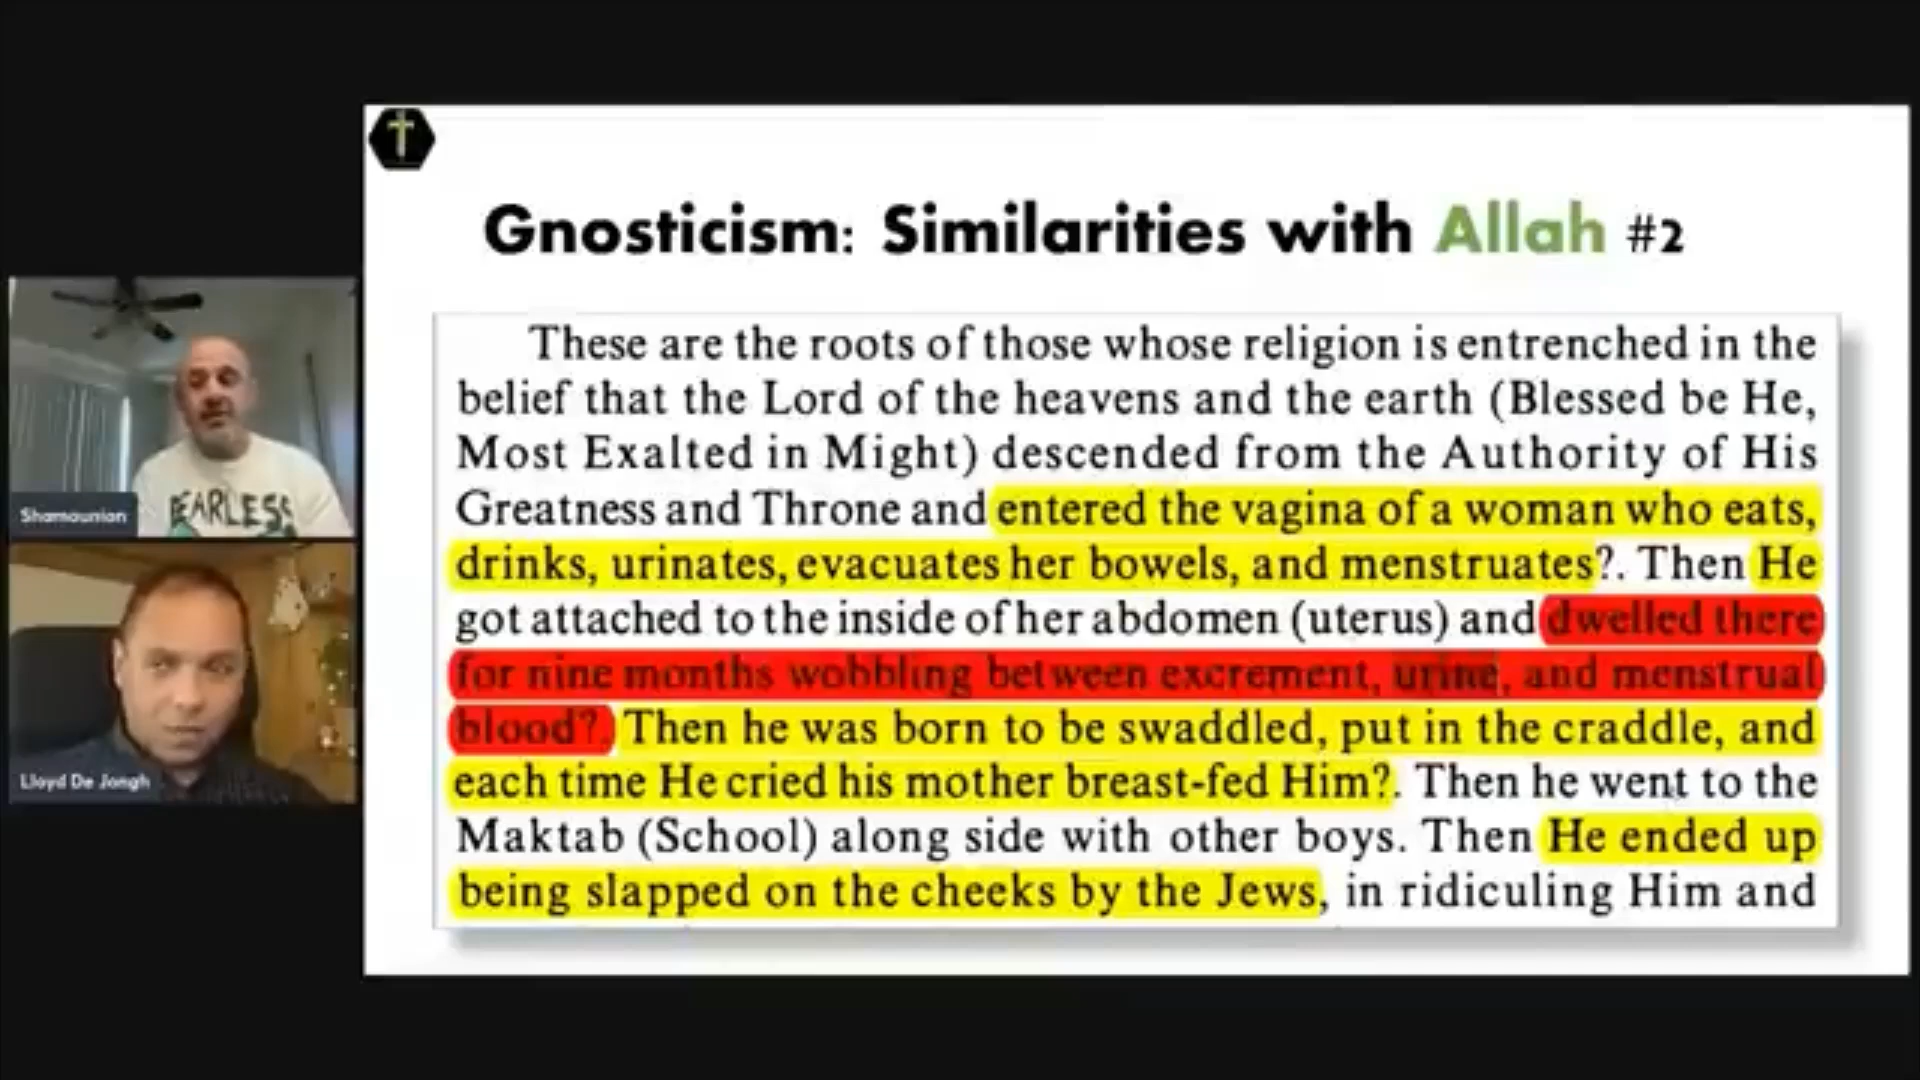 Gnosticism: Similarities with Allah #2
These are the roots of those whose religion is entrenched in the
belief that the Lord of the heavens and the earth (Blessed be He,
Most Exalted in Might) descended from the Authority of His
Greatness and Throne and entered the vagina of a woman who eats,
drinks, urinates, evacuates her bowels, and menstruates?. Then He
got attached to the inside of her abdomen (uterus) and dwelled there
for nine months wobbling between excrement, urine, and menstrual
blood?. Then he was born to be swaddled, put in the craddle, and
each time He cried his mother breast-fed Him?. Then he went to the
Maktab (School) along side with other boys. Then He ended up
being slapped on the cheeks by the Jews, in ridiculing Him and
FEARLESS
Shamounian
Lloyd De Jongh